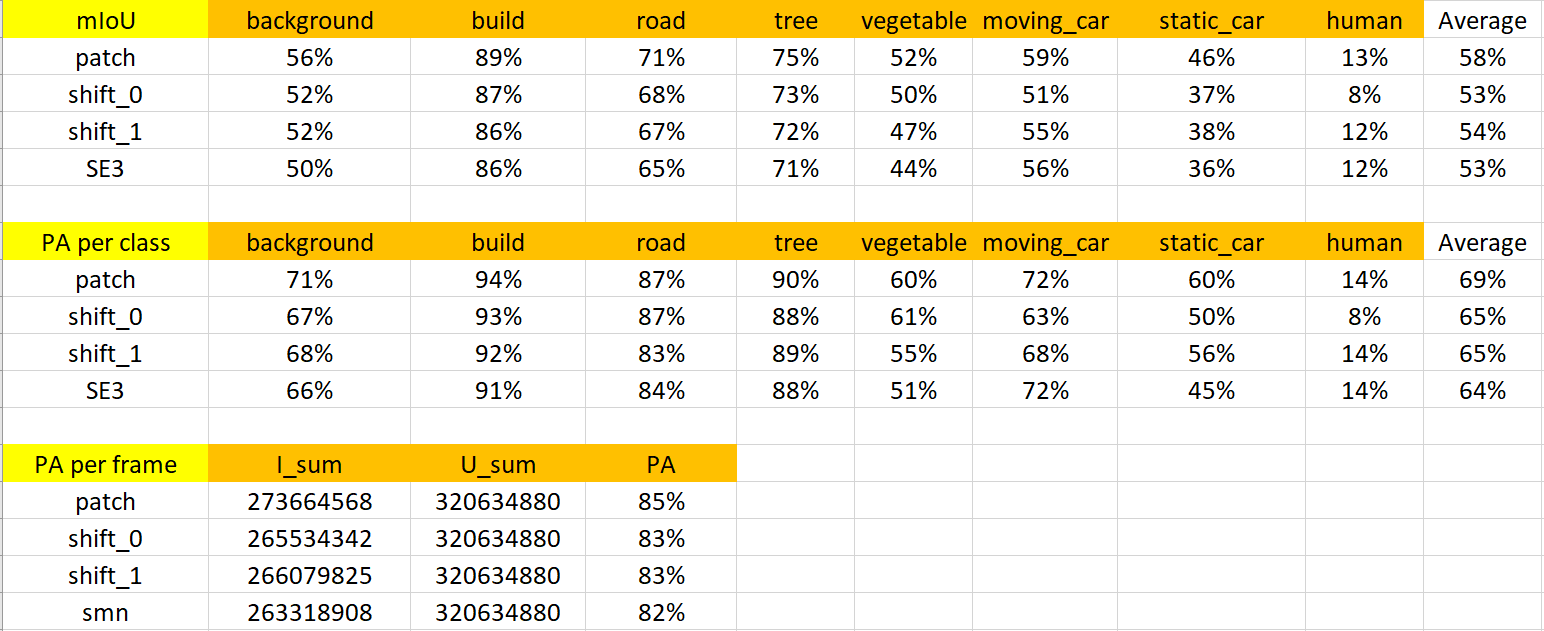 mIoU background build road tree vegetable moving_car static_car human Average
patch 56% 89% 71% 75% 52% 59% 46% 13% 58%
shift_0 52% 87% 68% 73% 50% 51% 37% 8% 53%
shift_1 52% 86% 67% 72% 47% 55% 38% 12% 54%
SE3 50% 86% 65% 71% 44% 56% 36% 12% 53%
PA per class background build road tree vegetable moving_car static_car human Average
patch 71% 94% 87% 90% 60% 72% 60% 14% 69%
shift_0 67% 93% 87% 88% 61% 63% 50% 8% 65%
shift_1 68% 92% 83% 89% 55% 68% 56% 14% 65%
SE3 66% 91% 84% 88% 51% 72% 45% 14% 64%
PA per frame I_sum U_sum PA
patch 273664568 320634880 85%
shift_0 265534342 320634880 83%
shift_1 266079825 320634880 83%
smn 263318908 320634880 82%